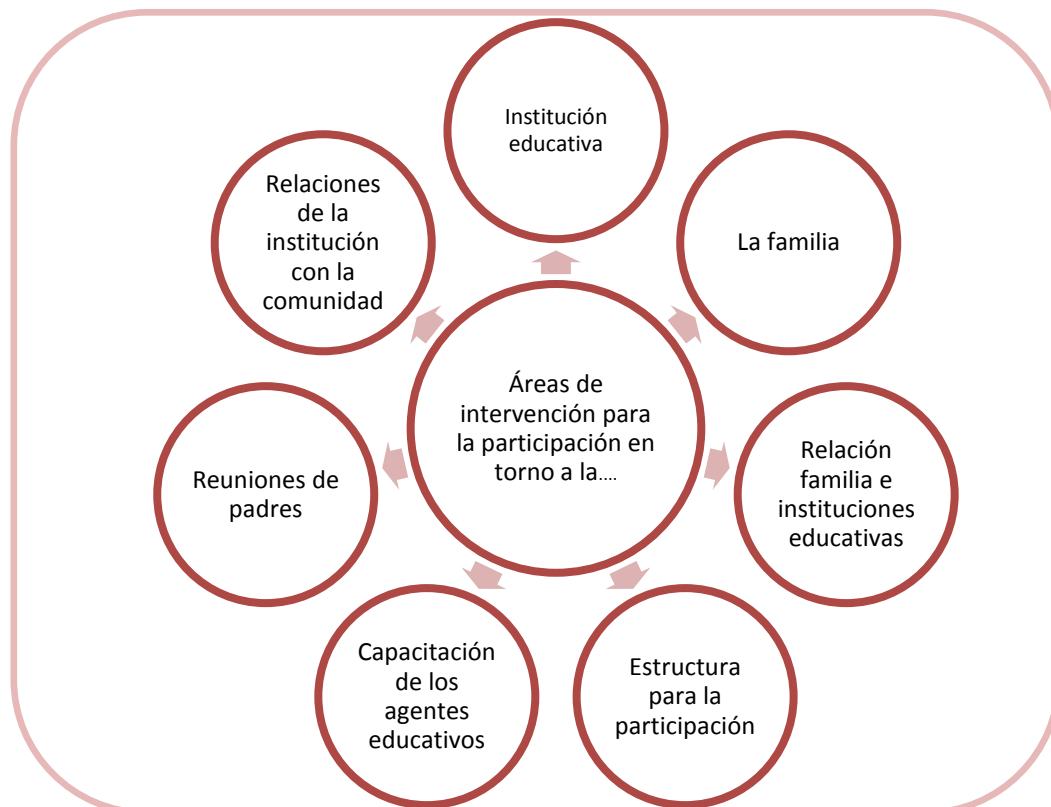 Institución
educativa
La familia
Relación
familia e
instituciones
educativas
Estructura
para la
participación
Capacitación
de los
agentes
educativos
Reuniones de
padres
Relaciones
de la
institución
con la
comunidad
Áreas de
intervención para
la participación en
torno a la....